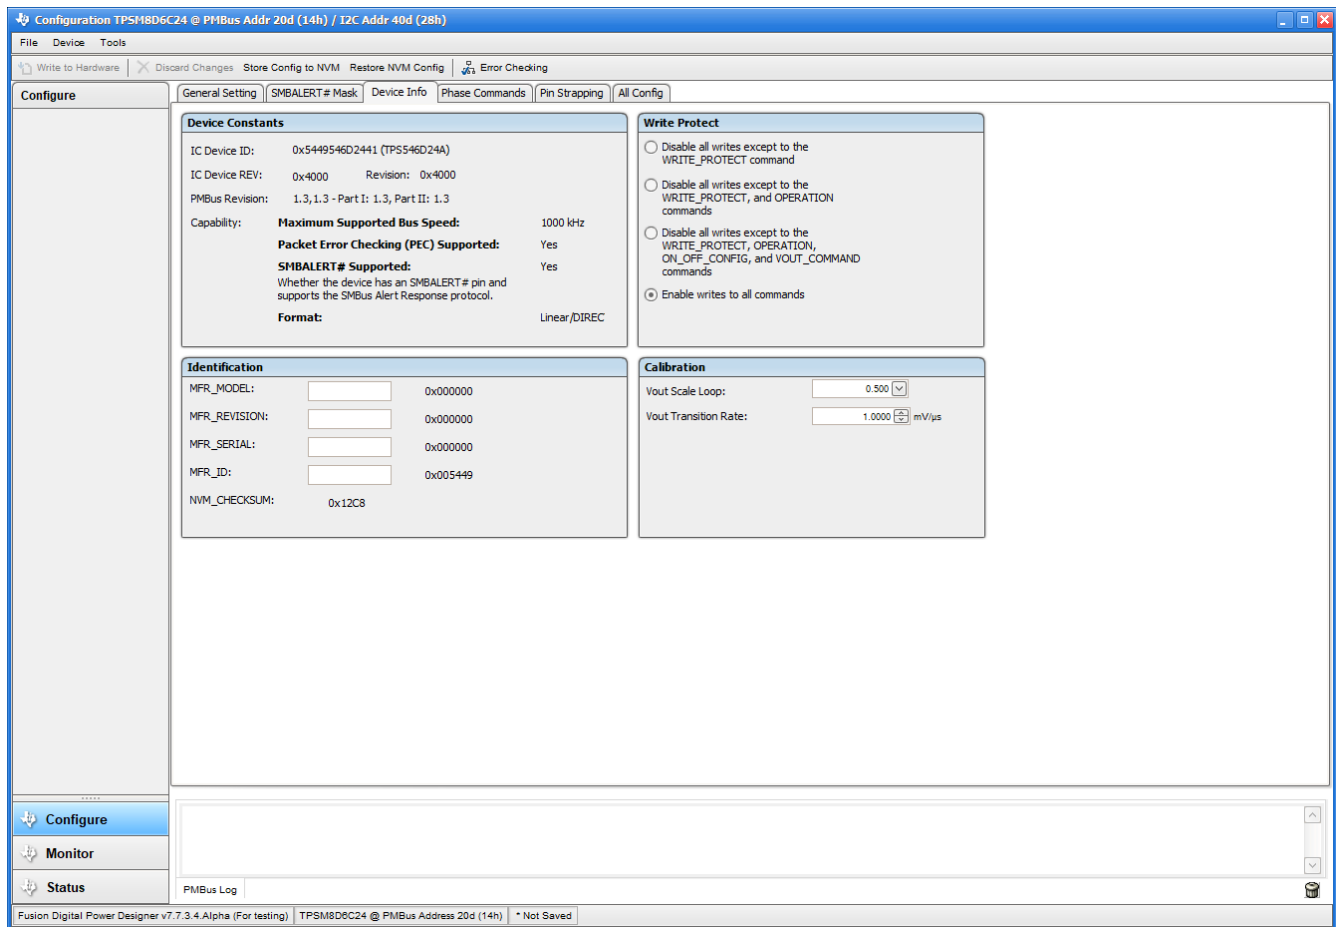 Configuration TPSM8D6C24 @ PMBus Addr 20d (14h) / I2C Addr 40d (28h)
File Device Tools
Write to Hardware Discard Changes Store Config to NVM Restore NVM Config Error Checking
Configure
General Setting SMBALERT# Mask Device Info Phase Commands Pin Strapping All Config
Device Constants
IC Device ID: 0x5449546D2441 (TPS546D24A)
IC Device REV: 0x4000 Revision: 0x4000
PMBus Revision: 1.3,1.3 - Part I: 1.3, Part II: 1.3
Capability: Maximum Supported Bus Speed: 1000 kHz
Packet Error Checking (PEC) Supported: Yes
SMBALERT# Supported: Yes
Whether the device has an SMBALERT# pin and
supports the SMBus Alert Response protocol.
Format: Linear/DIREC
Write Protect
Disable all writes except to the
WRITE_PROTECT command
Disable all writes except to the
WRITE_PROTECT, and OPERATION
commands
Disable all writes except to the
WRITE_PROTECT, OPERATION,
ON_OFF_CONFIG, and VOUT_COMMAND
commands
Enable writes to all commands
Identification
MFR_MODEL: 0x000000
MFR_REVISION: 0x000000
MFR_SERIAL: 0x000000
MFR_ID: 0x005449
NVM_CHECKSUM: 0x12C8
Calibration
Vout Scale Loop: 0.500
Vout Transition Rate: 1.0000 mV/µs
Configure
Monitor
Status
PMBus Log
Fusion Digital Power Designer v7.7.3.4.Alpha (For testing) TPSM8D6C24 @ PMBus Address 20d (14h) * Not Saved